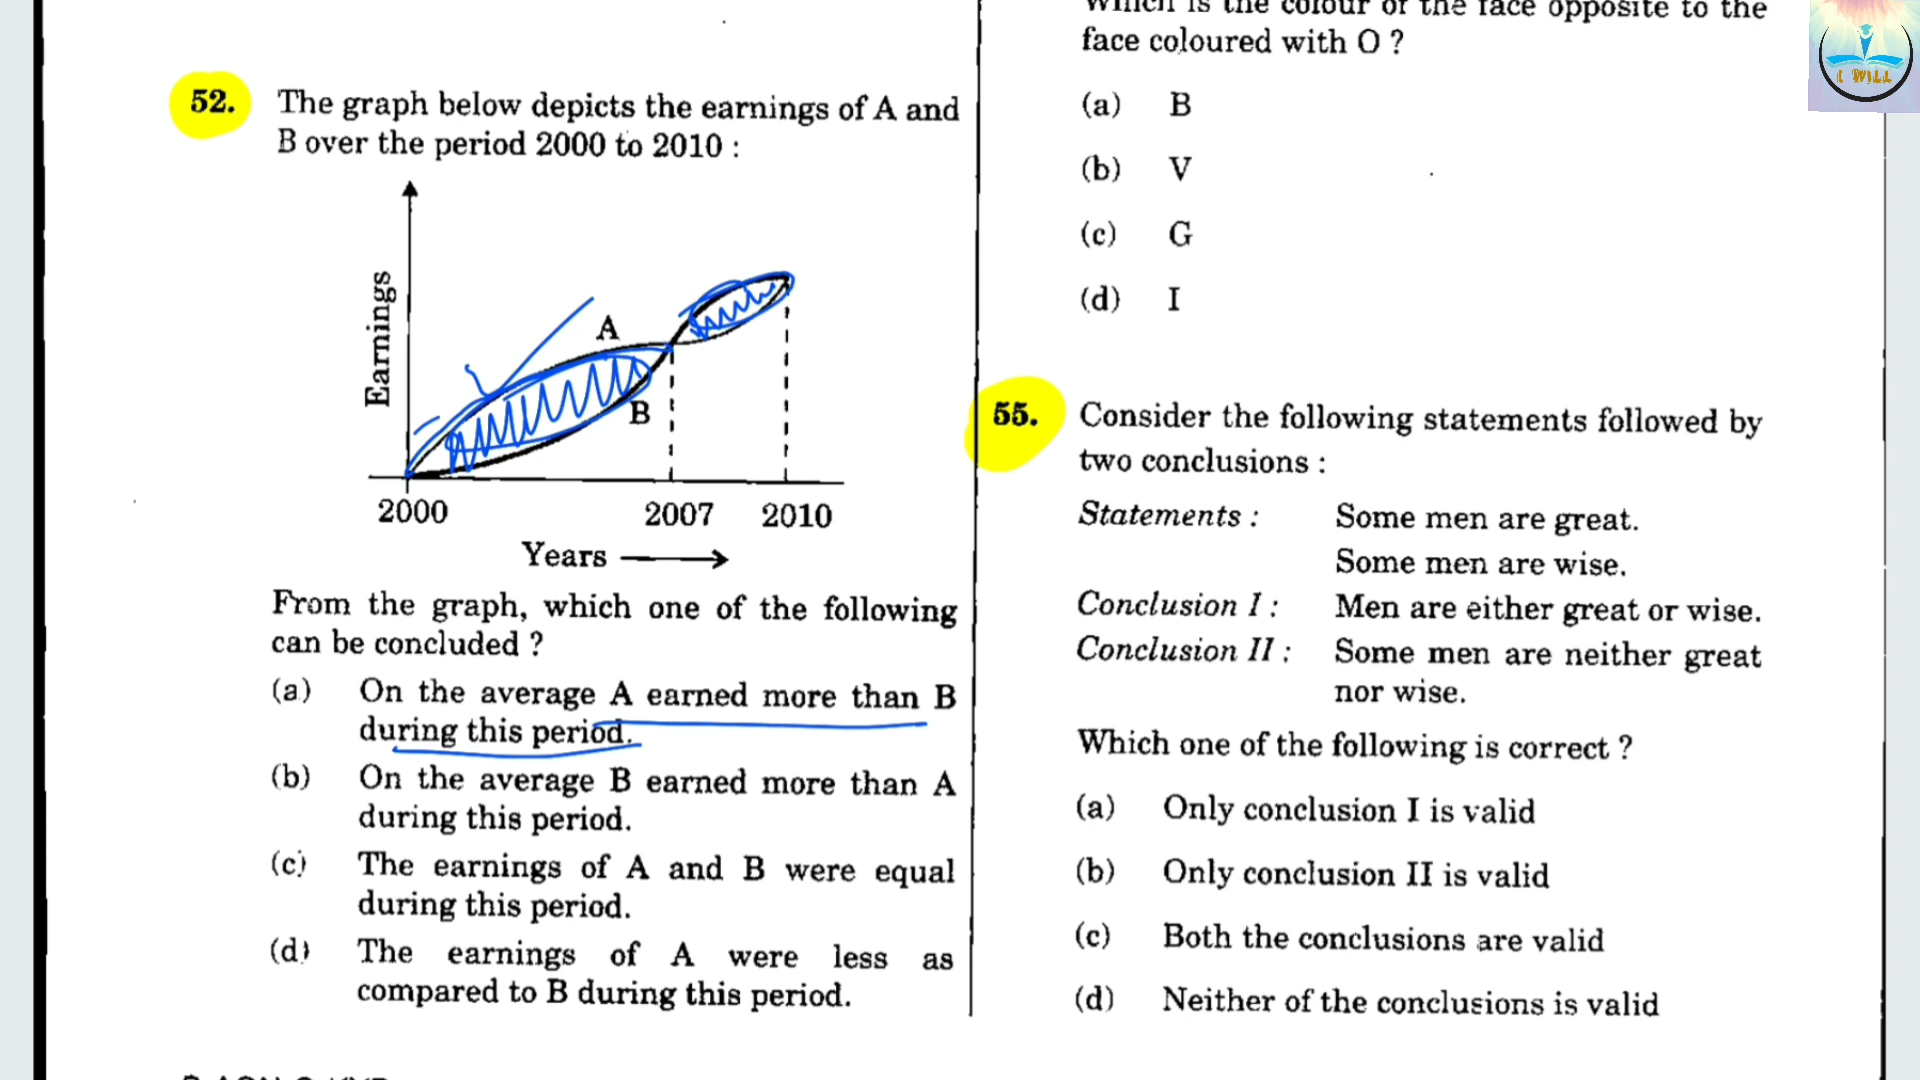 52. The graph below depicts the earnings of A and
B over the period 2000 to 2010 :
Earnings
A
B
2000 2007 2010
Years
From the graph, which one of the following
can be concluded ?
(a) On the average A earned more than B
during this period.
(b) On the average B earned more than A
during this period.
(c) The earnings of A and B were equal
during this period.
(d) The earnings of A were less as
compared to B during this period.
Which is the colour of the face opposite to the
face coloured with O ?
(a) B
(b) V
(c) G
(d) I
55. Consider the following statements followed by
two conclusions :
Statements : Some men are great.
Some men are wise.
Conclusion I : Men are either great or wise.
Conclusion II : Some men are neither great
nor wise.
Which one of the following is correct ?
(a) Only conclusion I is valid
(b) Only conclusion II is valid
(c) Both the conclusions are valid
(d) Neither of the conclusions is valid
I WILL